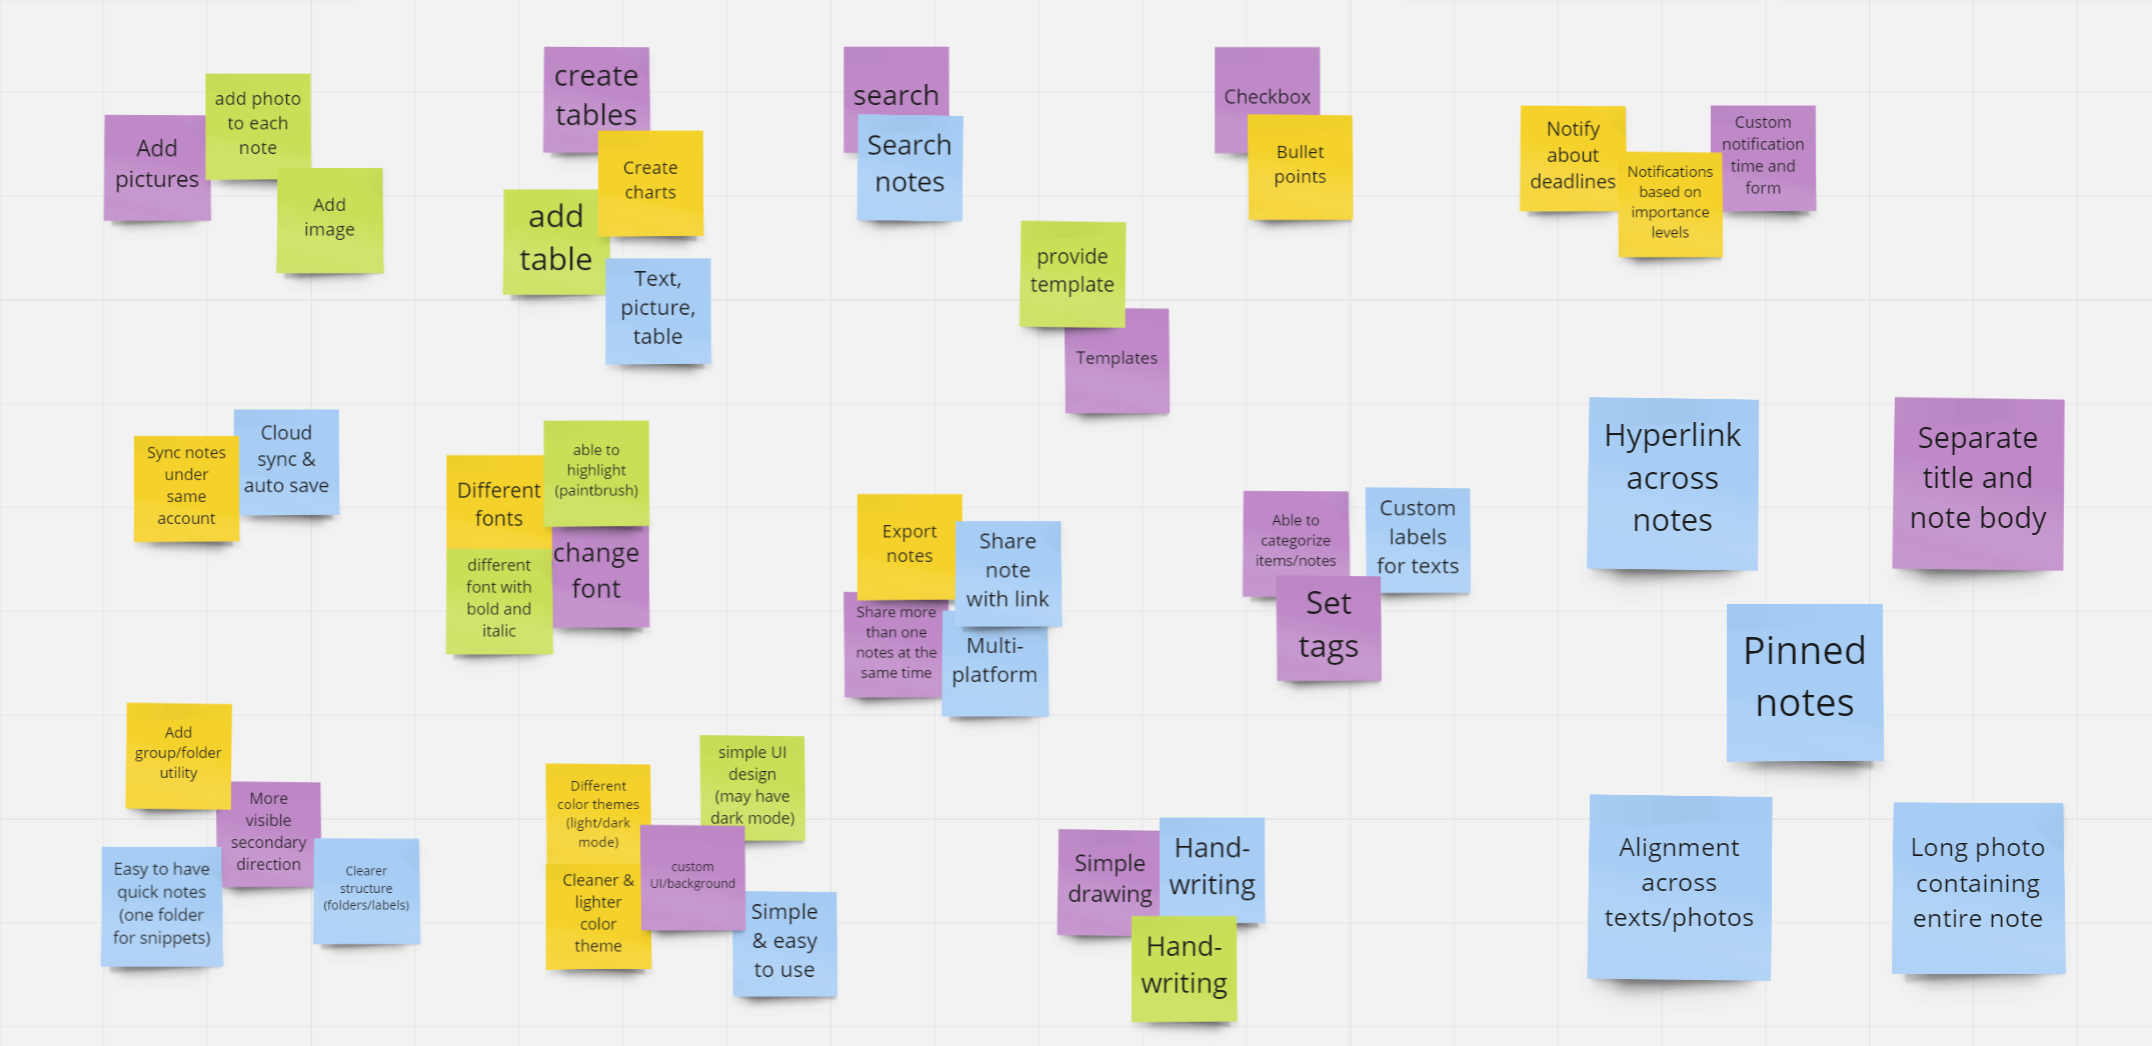 Add
pictures
add photo
to each
note
Add
image
create
tables
Create
charts
add
table
Text,
picture,
table
search
Search
notes
provide
template
Templates
Checkbox
Bullet
points
Notify
about
deadlines
Notifications
based on
importance
levels
Custom
notification
time and
form
Sync notes
under
same
account
Cloud
sync &
auto save
Different
fonts
able to
highlight
(paintbrush)
different
font with
bold and
italic
change
font
Export
notes
Share
note
with link
Share more
than one
notes at the
same time
Multi-
platform
Able to
categorize
items/notes
Custom
labels
for texts
Set
tags
Hyperlink
across
notes
Separate
title and
note body
Pinned
notes
Add
group/folder
utility
More
visible
secondary
direction
Easy to have
quick notes
(one folder
for snippets)
Clearer
structure
(folders/labels)
Different
color themes
(light/dark
mode)
simple UI
design
(may have
dark mode)
custom
UI/background
Cleaner &
lighter
color
theme
Simple
& easy
to use
Simple
drawing
Hand-
writing
Hand-
writing
Alignment
across
texts/photos
Long photo
containing
entire note